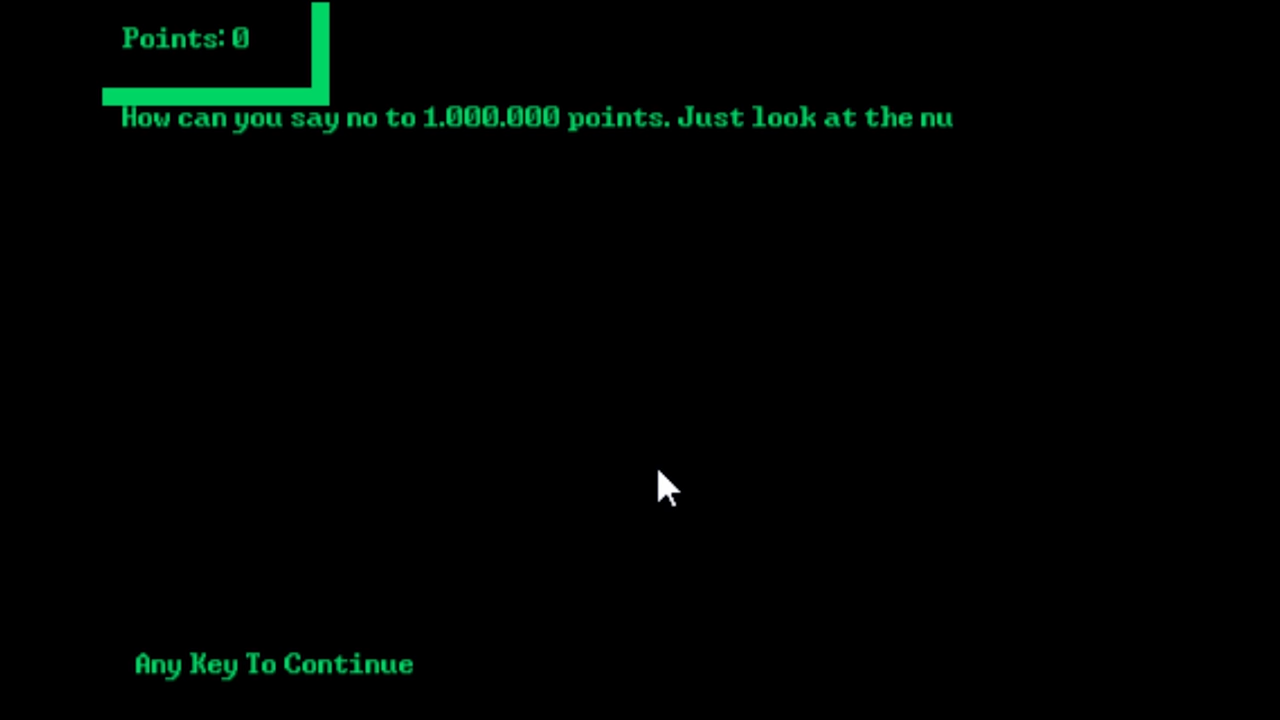 Points: 0
How can you say no to 1.000.000 points. Just look at the nu
Any Key To Continue